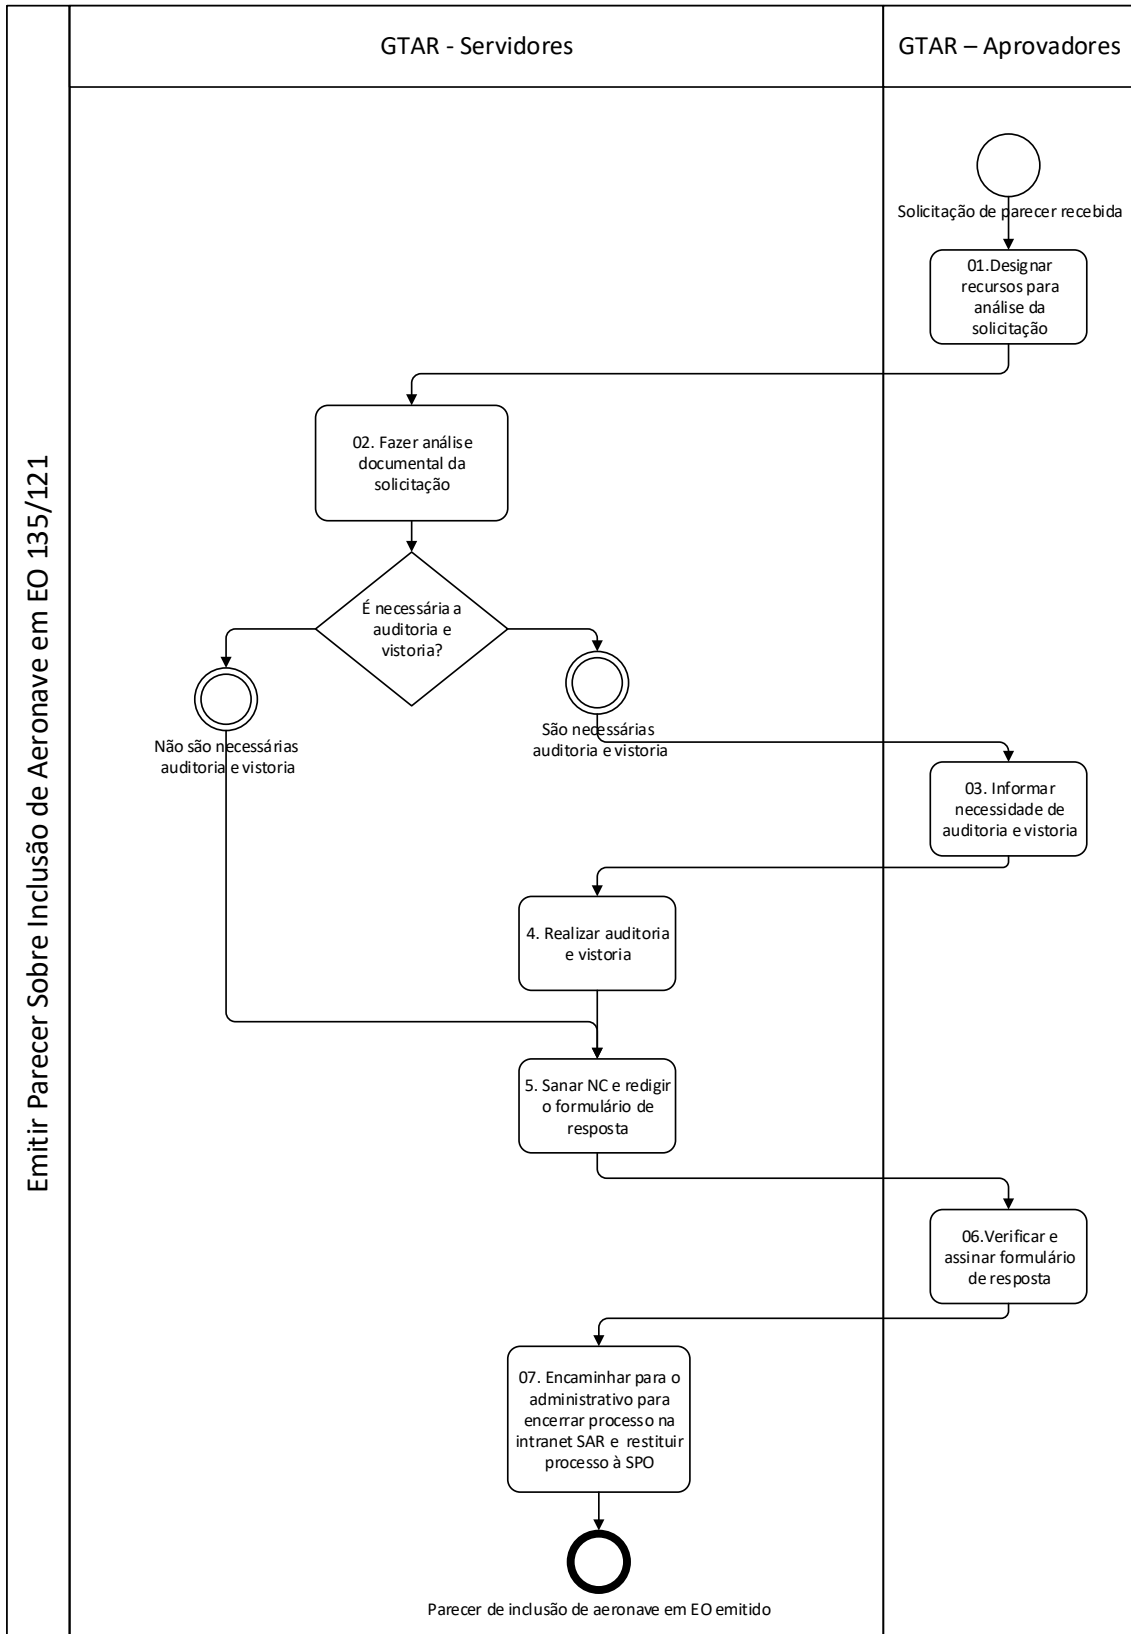 Emitir Parecer Sobre Inclusão de Aeronave em EO 135/121
GTAR - Servidores
GTAR – Aprovadores
Solicitação de parecer recebida
01.Designar
recursos para
análise da
solicitação
02. Fazer análise
documental da
solicitação
É necessária a
auditoria e
vistoria?
Não são necessárias
auditoria e vistoria
São necessárias
auditoria e vistoria
03. Informar
necessidade de
auditoria e vistoria
4. Realizar auditoria
e vistoria
5. Sanar NC e redigir
o formulário de
resposta
06.Verificar e
assinar formulário
de resposta
07. Encaminhar para o
administrativo para
encerrar processo na
intranet SAR e restituir
processo à SPO
Parecer de inclusão de aeronave em EO emitido